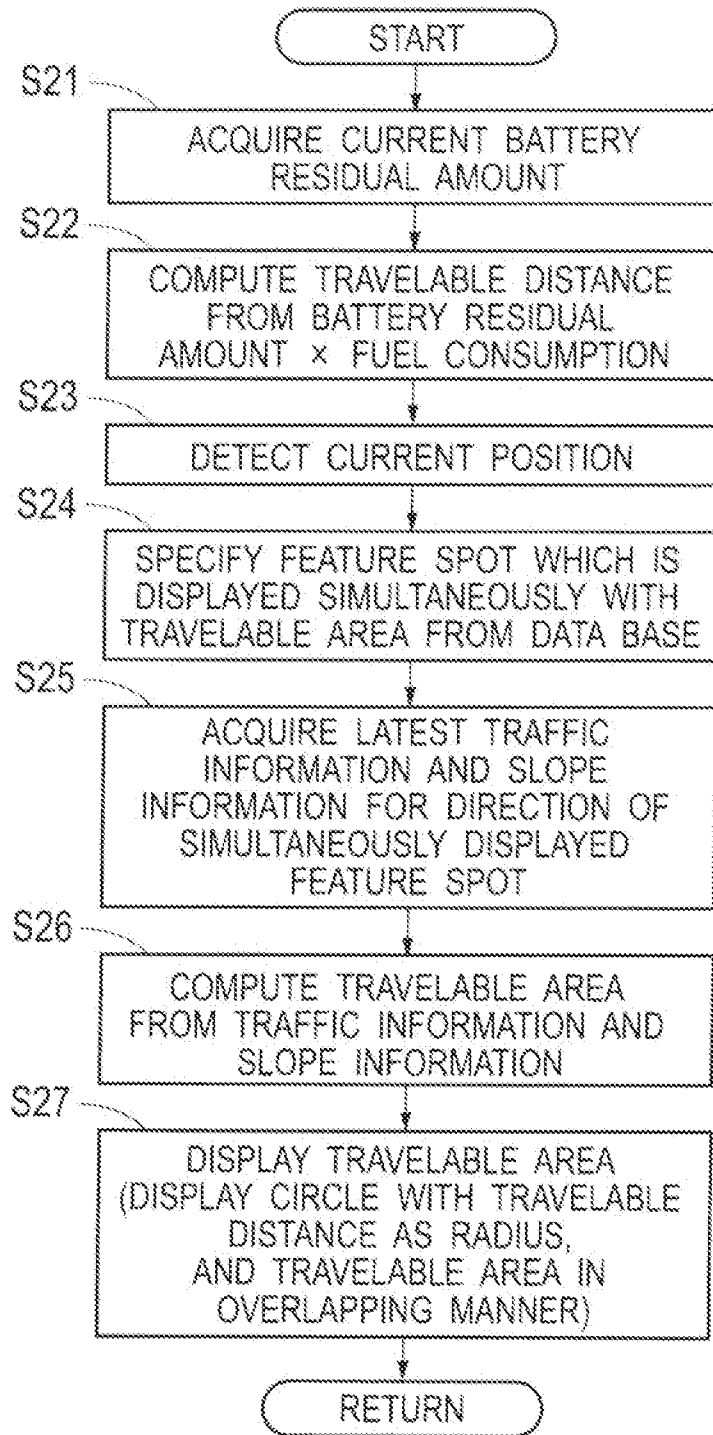 START
S21
ACQUIRE CURRENT BATTERY
RESIDUAL AMOUNT
S22
COMPUTE TRAVELABLE DISTANCE
FROM BATTERY RESIDUAL
AMOUNT × FUEL CONSUMPTION
S23
DETECT CURRENT POSITION
S24
SPECIFY FEATURE SPOT WHICH IS
DISPLAYED SIMULTANEOUSLY WITH
TRAVELABLE AREA FROM DATA BASE
S25
ACQUIRE LATEST TRAFFIC
INFORMATION AND SLOPE
INFORMATION FOR DIRECTION OF
SIMULTANEOUSLY DISPLAYED
FEATURE SPOT
S26
COMPUTE TRAVELABLE AREA
FROM TRAFFIC INFORMATION AND
SLOPE INFORMATION
S27
DISPLAY TRAVELABLE AREA
(DISPLAY CIRCLE WITH TRAVELABLE
DISTANCE AS RADIUS,
AND TRAVELABLE AREA IN
OVERLAPPING MANNER)
RETURN